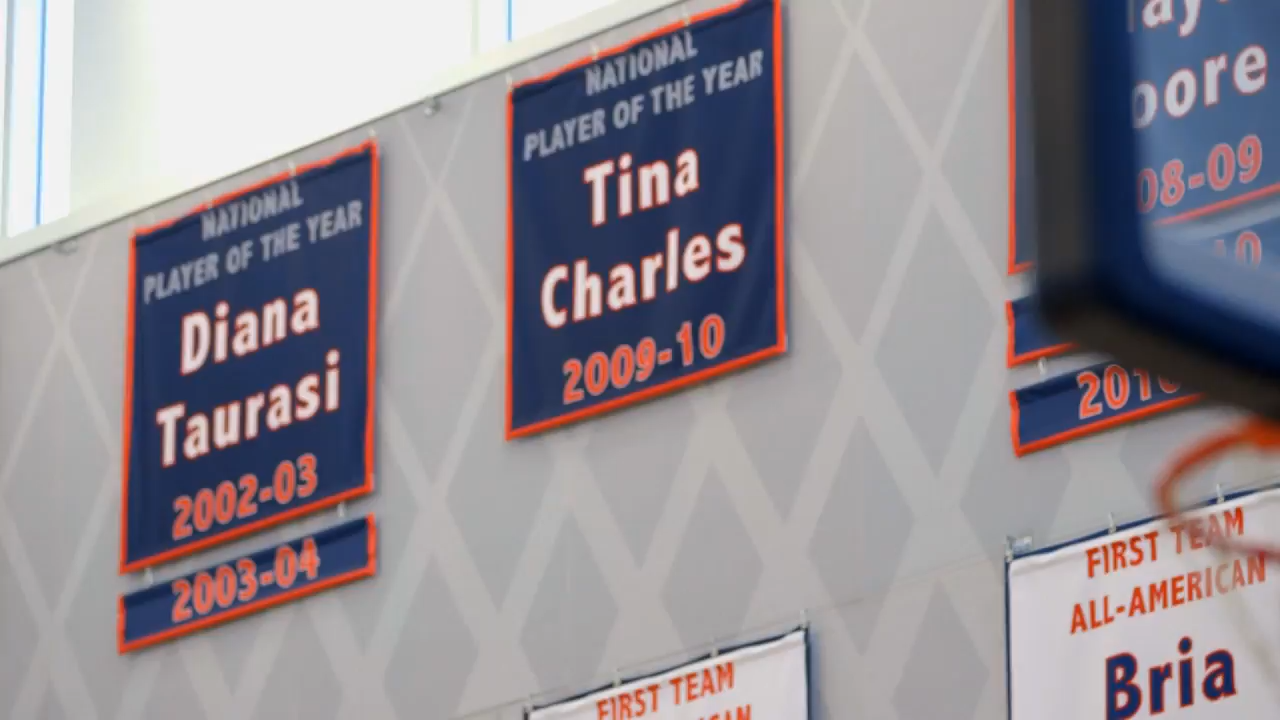 NATIONAL
PLAYER OF THE YEAR
Diana
Taurasi
2002-03
2003-04
NATIONAL
PLAYER OF THE YEAR
Tina
Charles
2009-10
08-09
FIRST TEAM
FIRST TEAM
ALL-AMERICAN
Bria